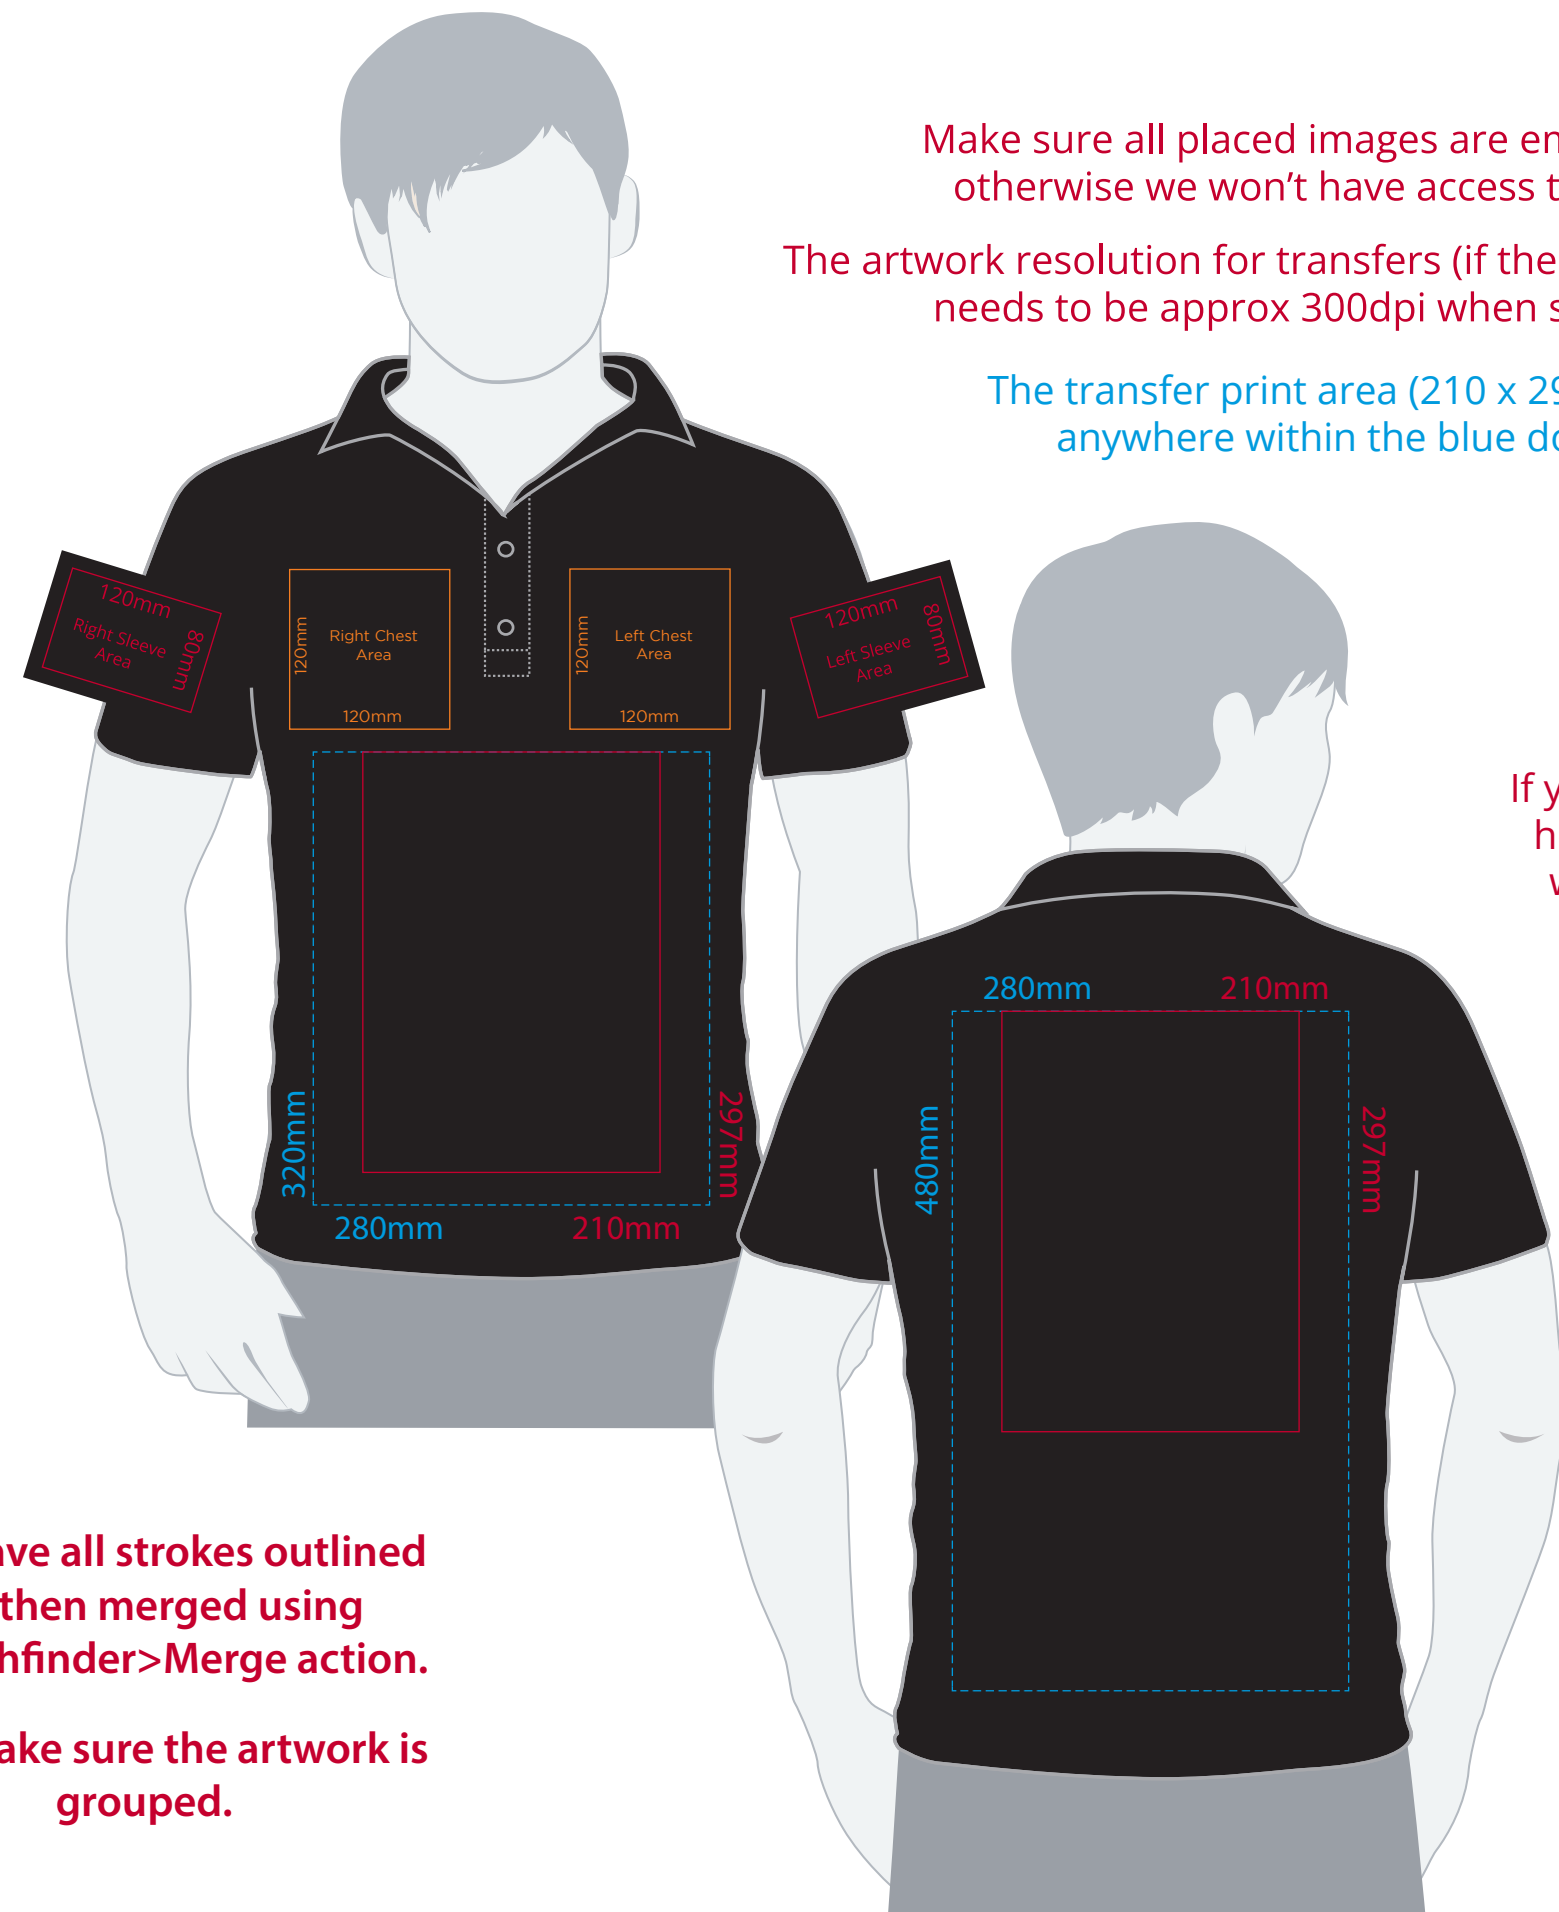 Make sure all placed images are em
otherwise we won’t have access t
The artwork resolution for transfers (if the
needs to be approx 300dpi when s
The transfer print area (210 x 29
anywhere within the blue do
120mm
Right Sleeve
Area
80mm
120mm
Right Chest
Area
120mm
120mm
Left Chest
Area
120mm
120mm
Left Sleeve
Area
80mm
320mm
297mm
280mm
210mm
If y
h
w
280mm
210mm
480mm
297mm
ave all strokes outlined
then merged using
hfinder>Merge action.
ake sure the artwork is
grouped.